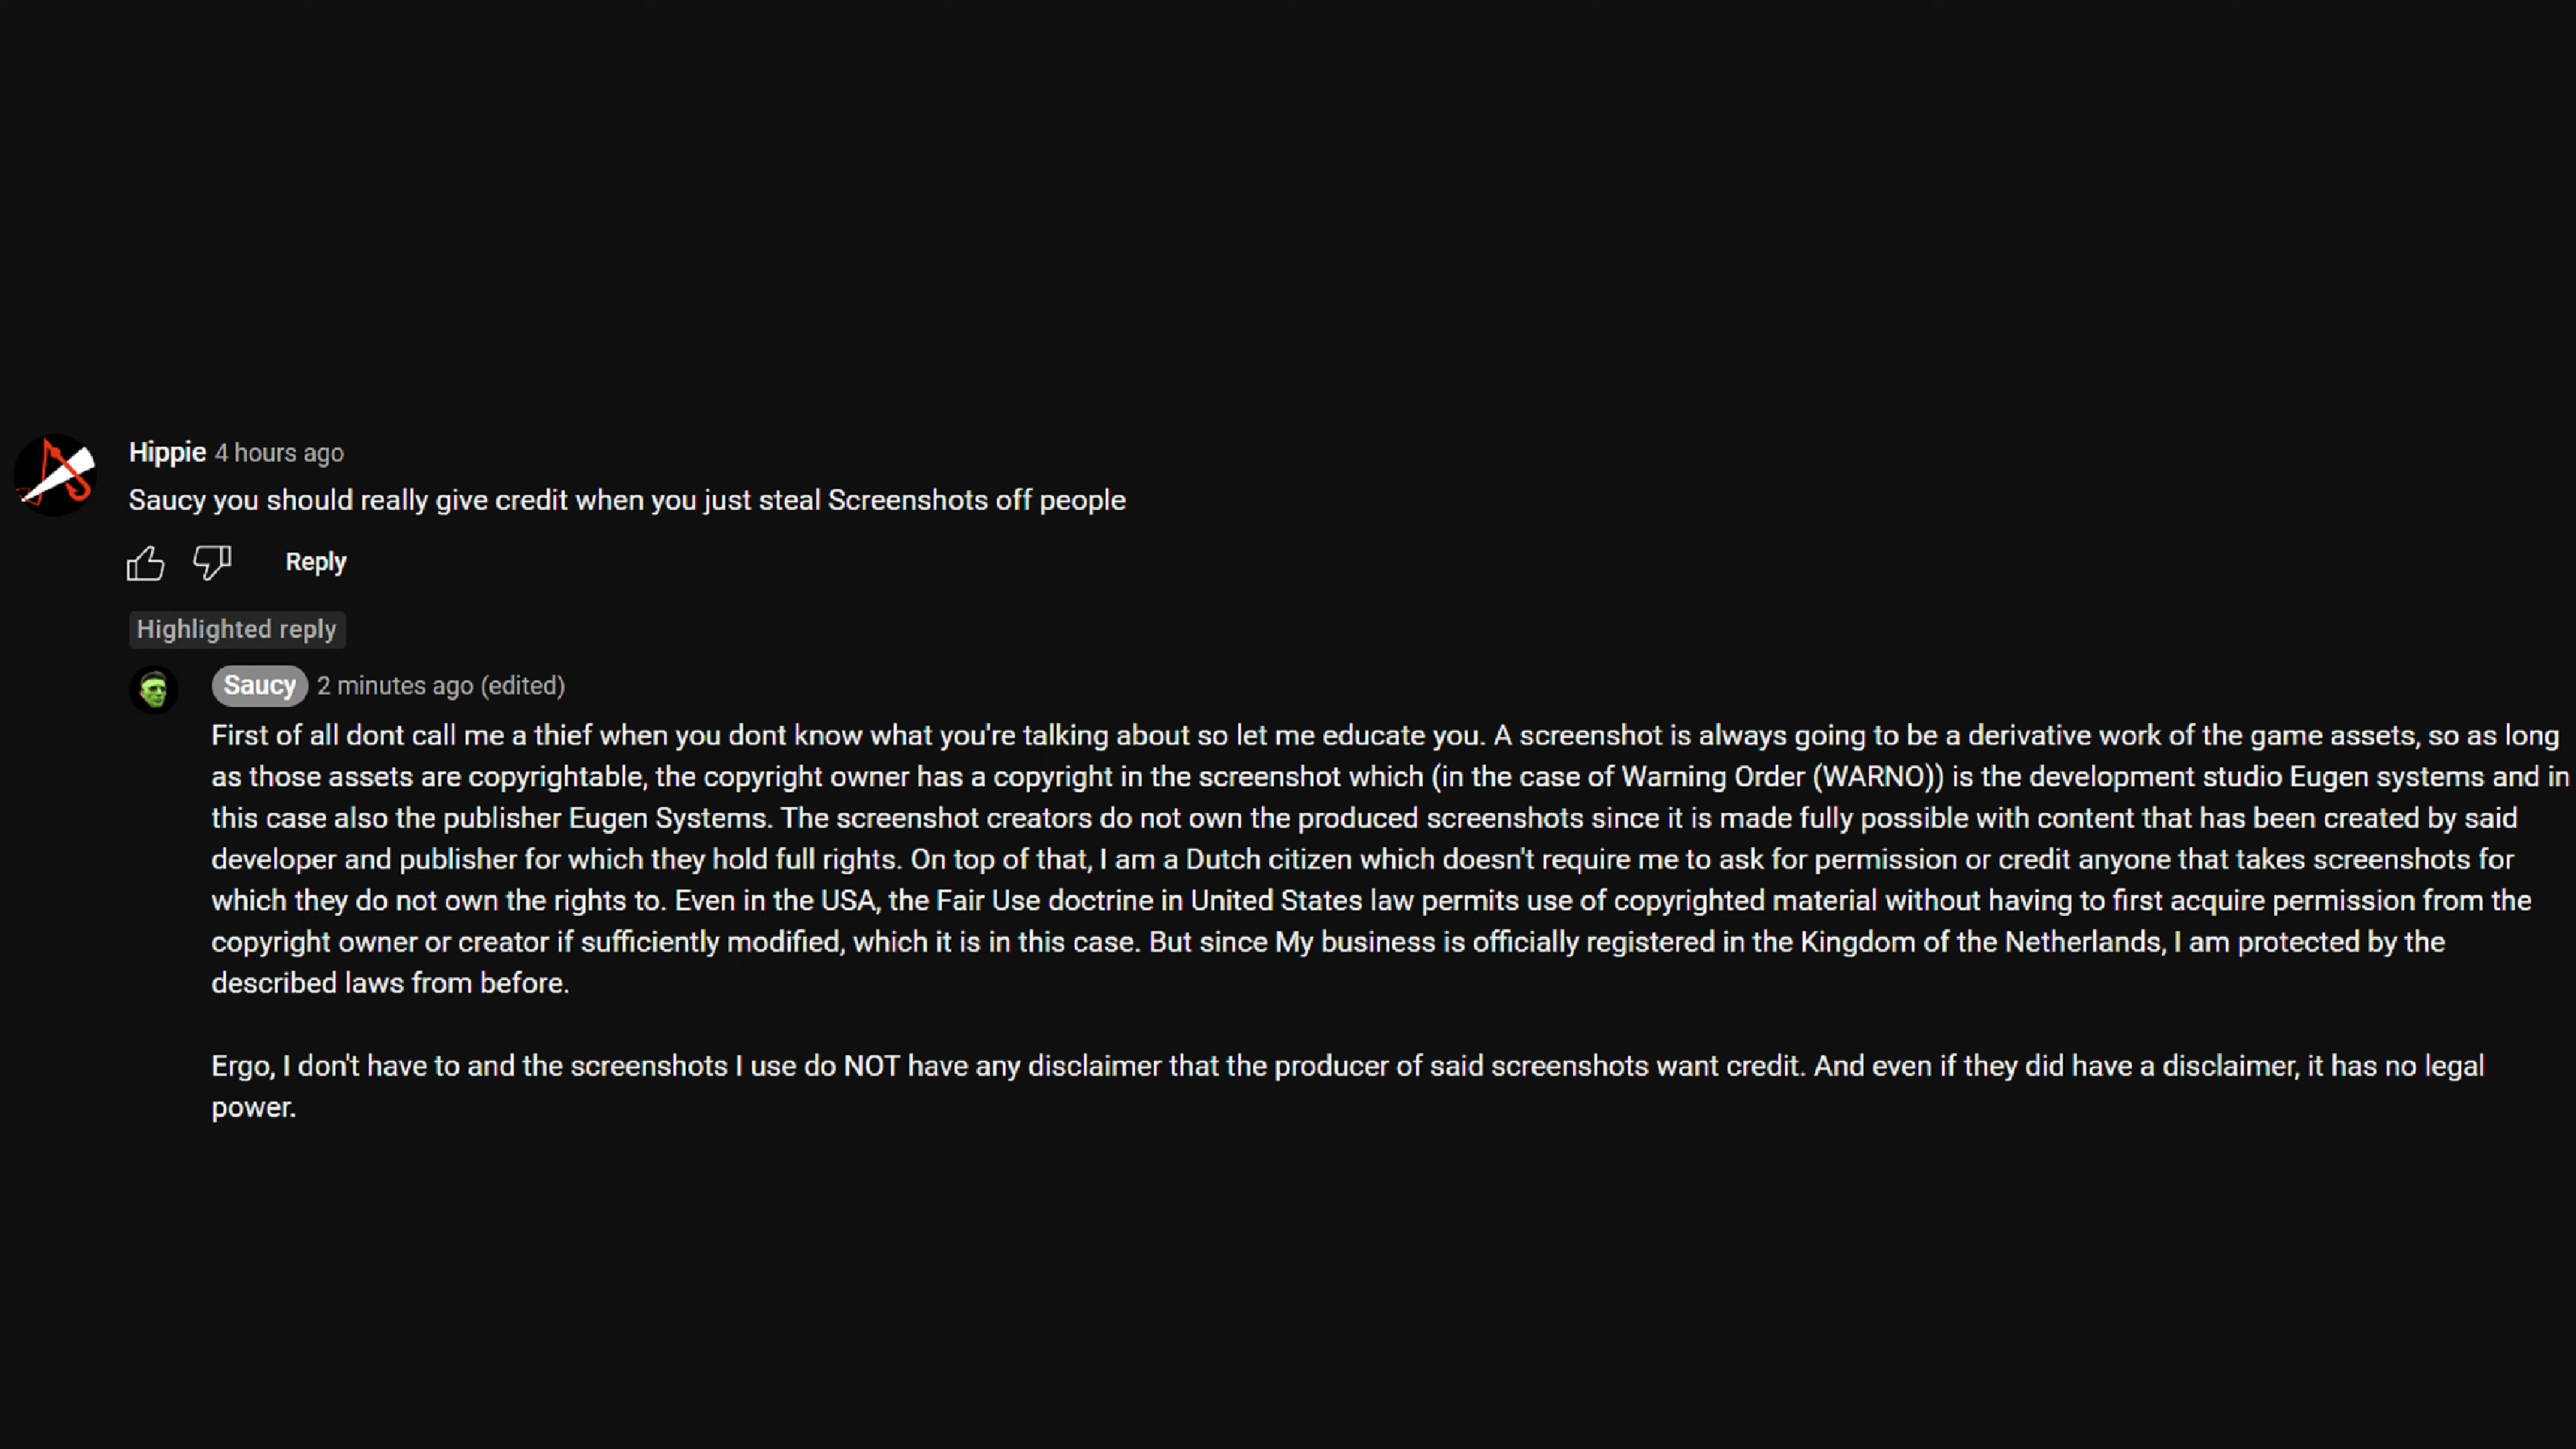 Hippie 4 hours ago
Saucy you should really give credit when you just steal Screenshots off people
Reply
Highlighted reply
Saucy 2 minutes ago (edited)
First of all dont call me a thief when you dont know what you're talking about so let me educate you. A screenshot is always going to be a derivative work of the game assets, so as long
as those assets are copyrightable, the copyright owner has a copyright in the screenshot which (in the case of Warning Order (WARNO)) is the development studio Eugen systems and in
this case also the publisher Eugen Systems. The screenshot creators do not own the produced screenshots since it is made fully possible with content that has been created by said
developer and publisher for which they hold full rights. On top of that, I am a Dutch citizen which doesn't require me to ask for permission or credit anyone that takes screenshots for
which they do not own the rights to. Even in the USA, the Fair Use doctrine in United States law permits use of copyrighted material without having to first acquire permission from the
copyright owner or creator if sufficiently modified, which it is in this case. But since My business is officially registered in the Kingdom of the Netherlands, I am protected by the
described laws from before.
Ergo, I don't have to and the screenshots I use do NOT have any disclaimer that the producer of said screenshots want credit. And even if they did have a disclaimer, it has no legal
power.